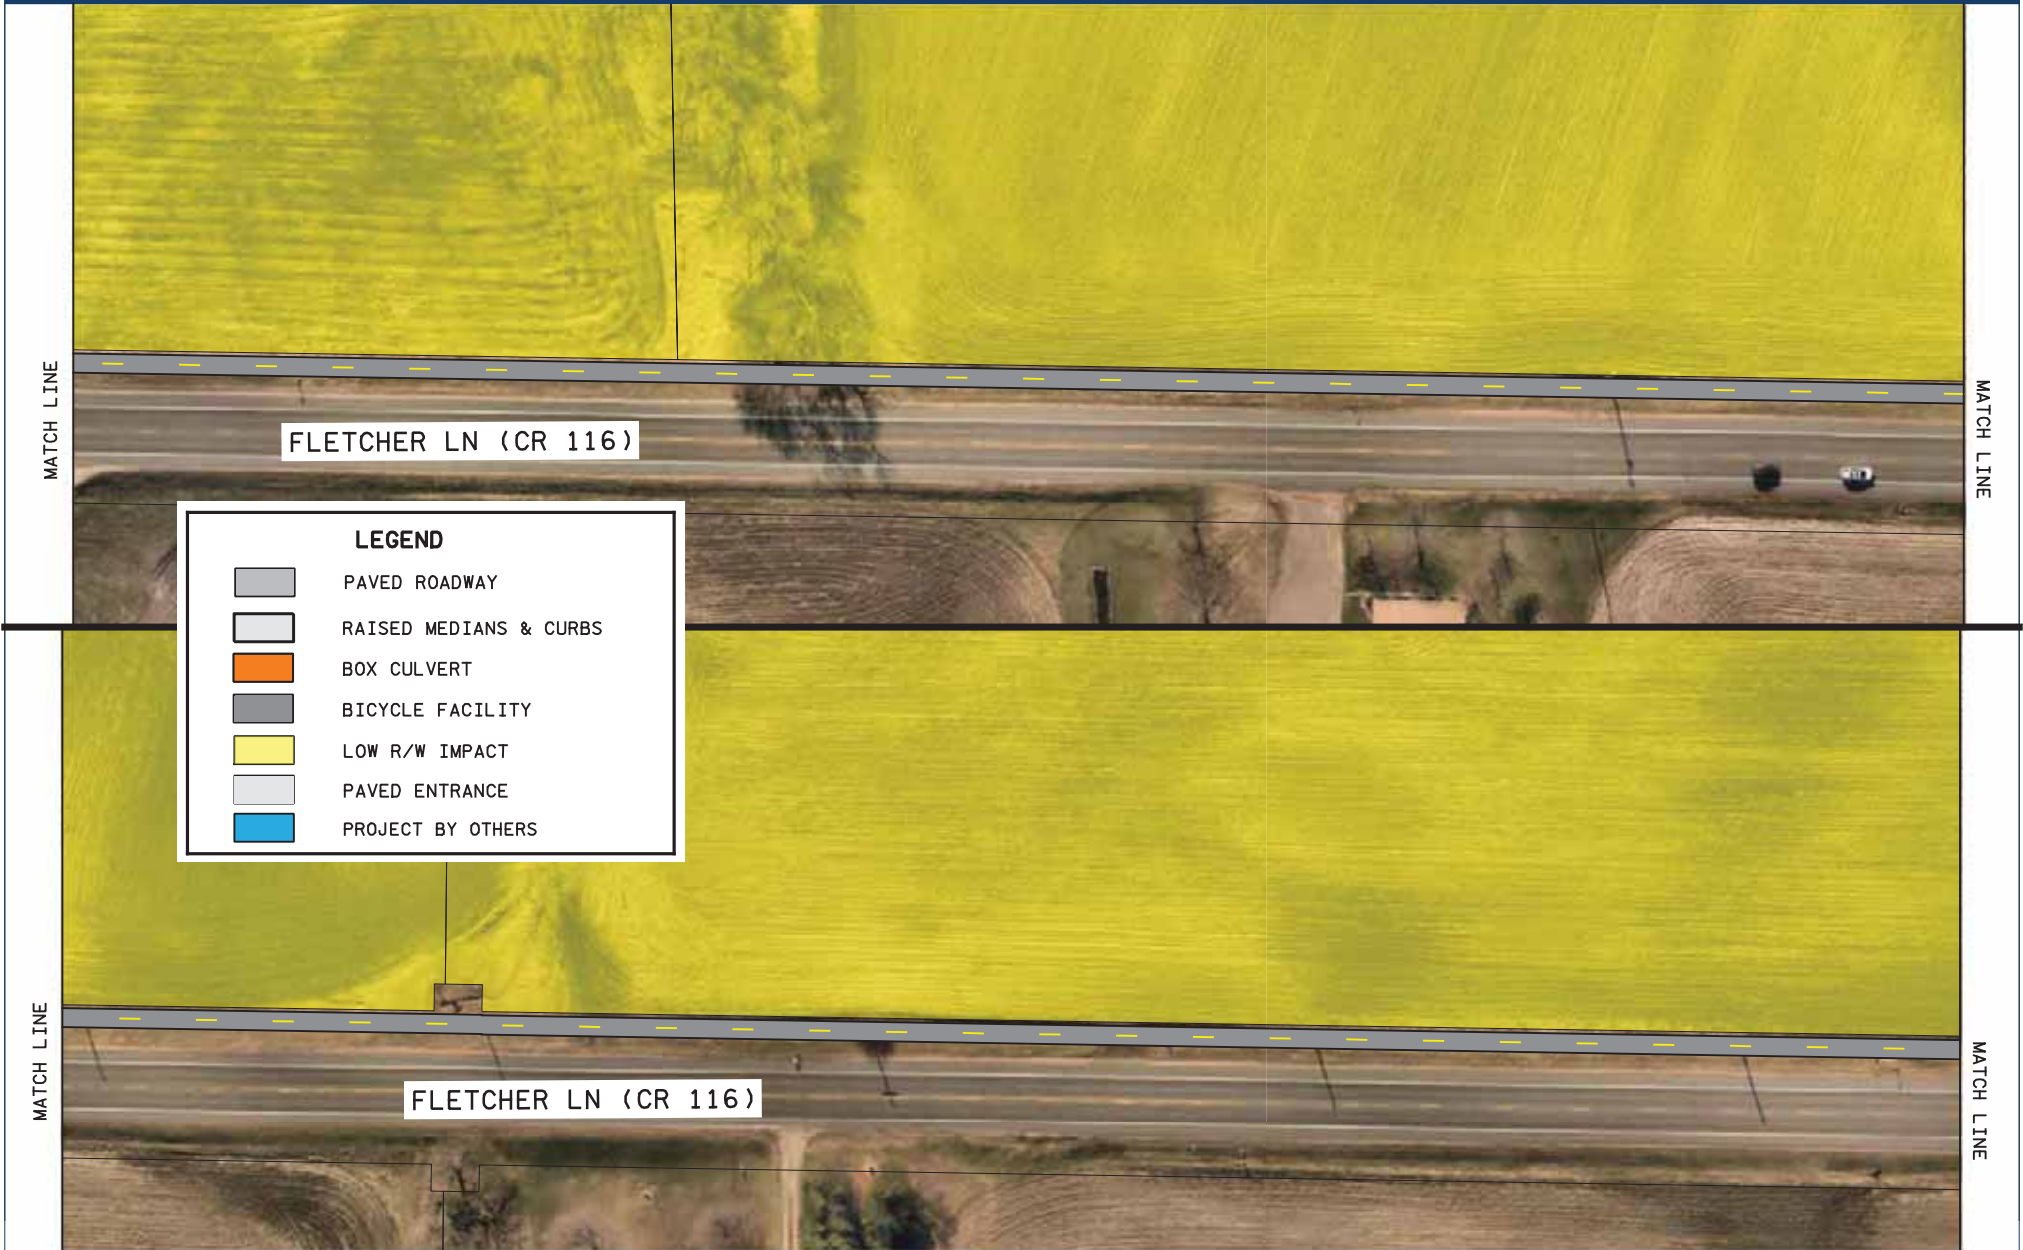 MATCH LINE
FLETCHER LN (CR 116)
MATCH LINE
LEGEND
PAVED ROADWAY
RAISED MEDIANS & CURBS
BOX CULVERT
BICYCLE FACILITY
LOW R/W IMPACT
PAVED ENTRANCE
PROJECT BY OTHERS
MATCH LINE
FLETCHER LN (CR 116)
MATCH LINE